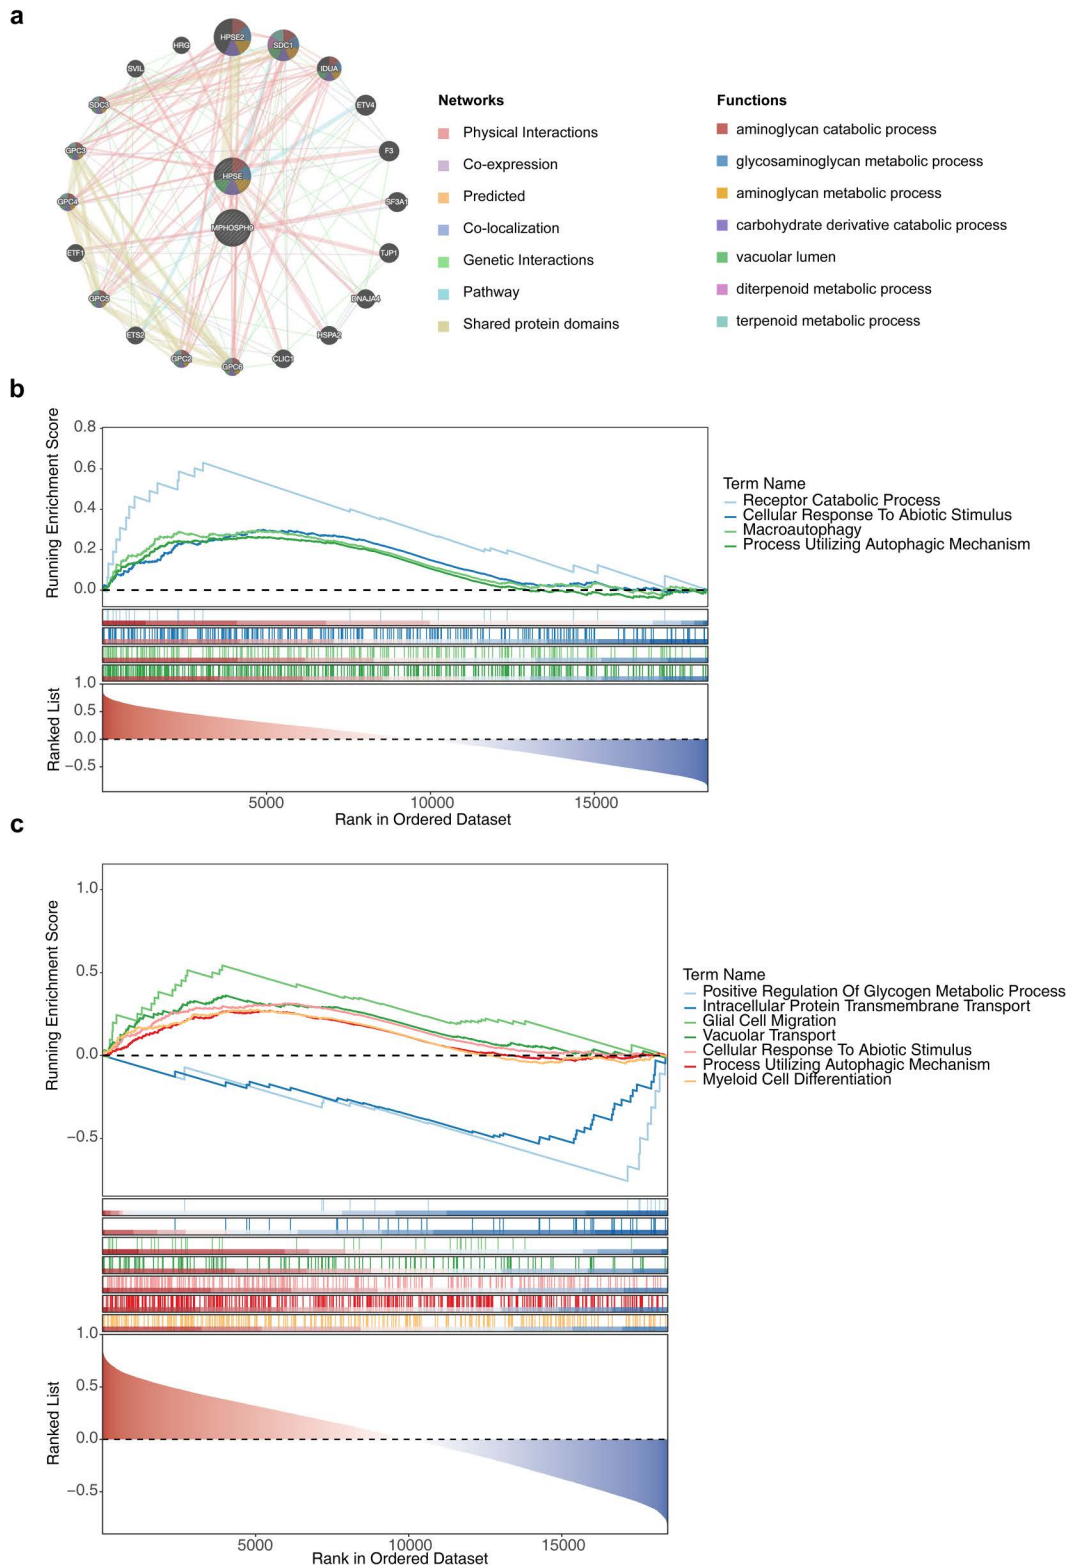 a
HPSE2
SDC1
HRG
SVIL
IDUA
SDC3
ETV4
GPC3
F3
HPSE
GPC4
SF3A1
MPHOSPH9
ETF1
TJP1
GPC5
DNAJA4
ETS2
HSPA2
GPC2
GPC6
CLIC1
Networks
Physical Interactions
Co-expression
Predicted
Co-localization
Genetic Interactions
Pathway
Shared protein domains
Functions
aminoglycan catabolic process
glycosaminoglycan metabolic process
aminoglycan metabolic process
carbohydrate derivative catabolic process
vacuolar lumen
diterpenoid metabolic process
terpenoid metabolic process
b
Running Enrichment Score
0.8
0.6
0.4
0.2
0.0
Term Name
Receptor Catabolic Process
Cellular Response To Abiotic Stimulus
Macroautophagy
Process Utilizing Autophagic Mechanism
Ranked List
1.0
0.5
0.0
−0.5
5000
10000
15000
Rank in Ordered Dataset
c
Running Enrichment Score
1.0
0.5
0.0
−0.5
Term Name
Positive Regulation Of Glycogen Metabolic Process
Intracellular Protein Transmembrane Transport
Glial Cell Migration
Vacuolar Transport
Cellular Response To Abiotic Stimulus
Process Utilizing Autophagic Mechanism
Myeloid Cell Differentiation
Ranked List
1.0
0.5
0.0
−0.5
5000
10000
15000
Rank in Ordered Dataset